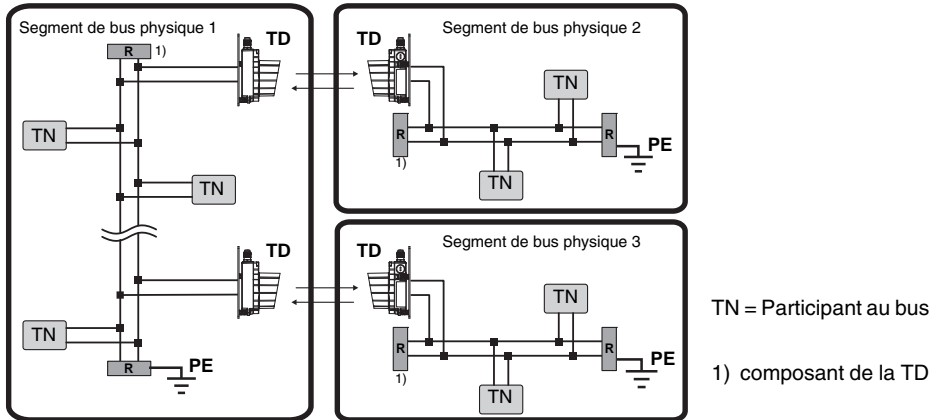 Segment de bus physique 1
R 1)
TD
TN
TN
TD
TN
R
PE
Segment de bus physique 2
TD
TN
R
R
PE
1)
TN
Segment de bus physique 3
TD
TN
R
R
PE
1)
TN
TN = Participant au bus
1) composant de la TD